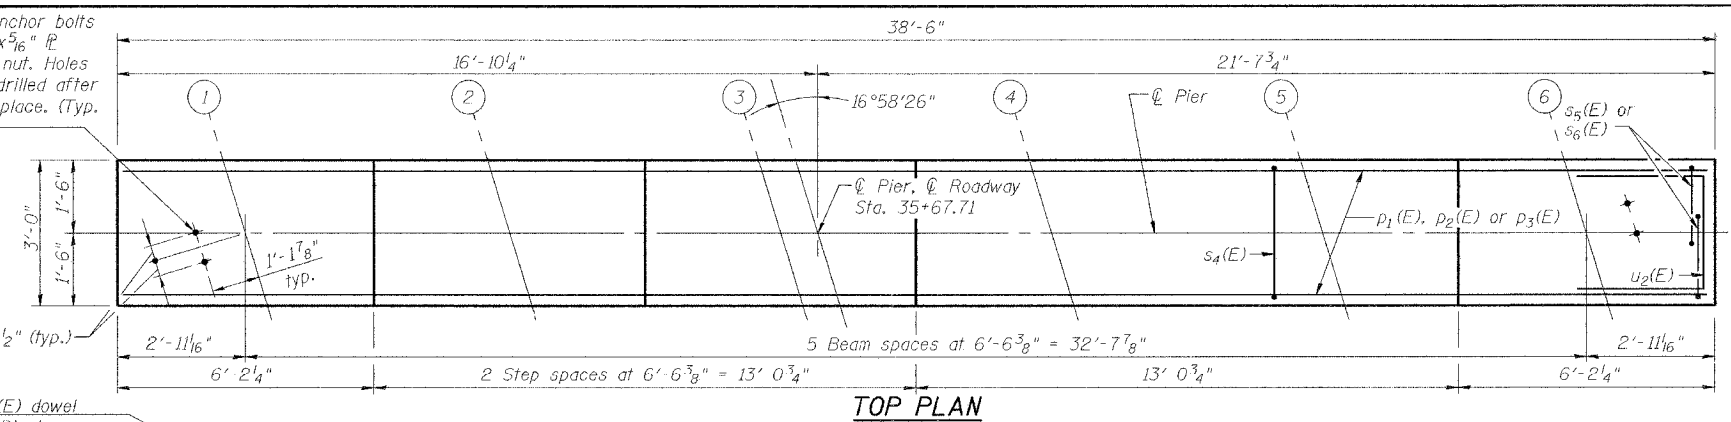 nchor bolts
x 5/16" ℄
nut. Holes
drilled after
place. (Typ.
38'-6"
16'-10 1/4"
21'-7 3/4"
1
2
3
4
5
6
16°58'26"
℄ Pier
s5(E) or
s6(E)
3'-0"
1'-6"
1'-6"
℄ Pier, ℄ Roadway
Sta. 35+67.71
p1(E), p2(E) or p3(E)
1'-1 7/8"
typ.
s4(E)
u2(E)
1/2" (typ.)
2'-11 1/16"
5 Beam spaces at 6'-6 3/8" = 32'-7 7/8"
2'-11 1/16"
6'-2 1/4"
2 Step spaces at 6'-6 3/8" = 13' 0 3/4"
13' 0 3/4"
6'-2 1/4"
(E) dowel
TOP PLAN